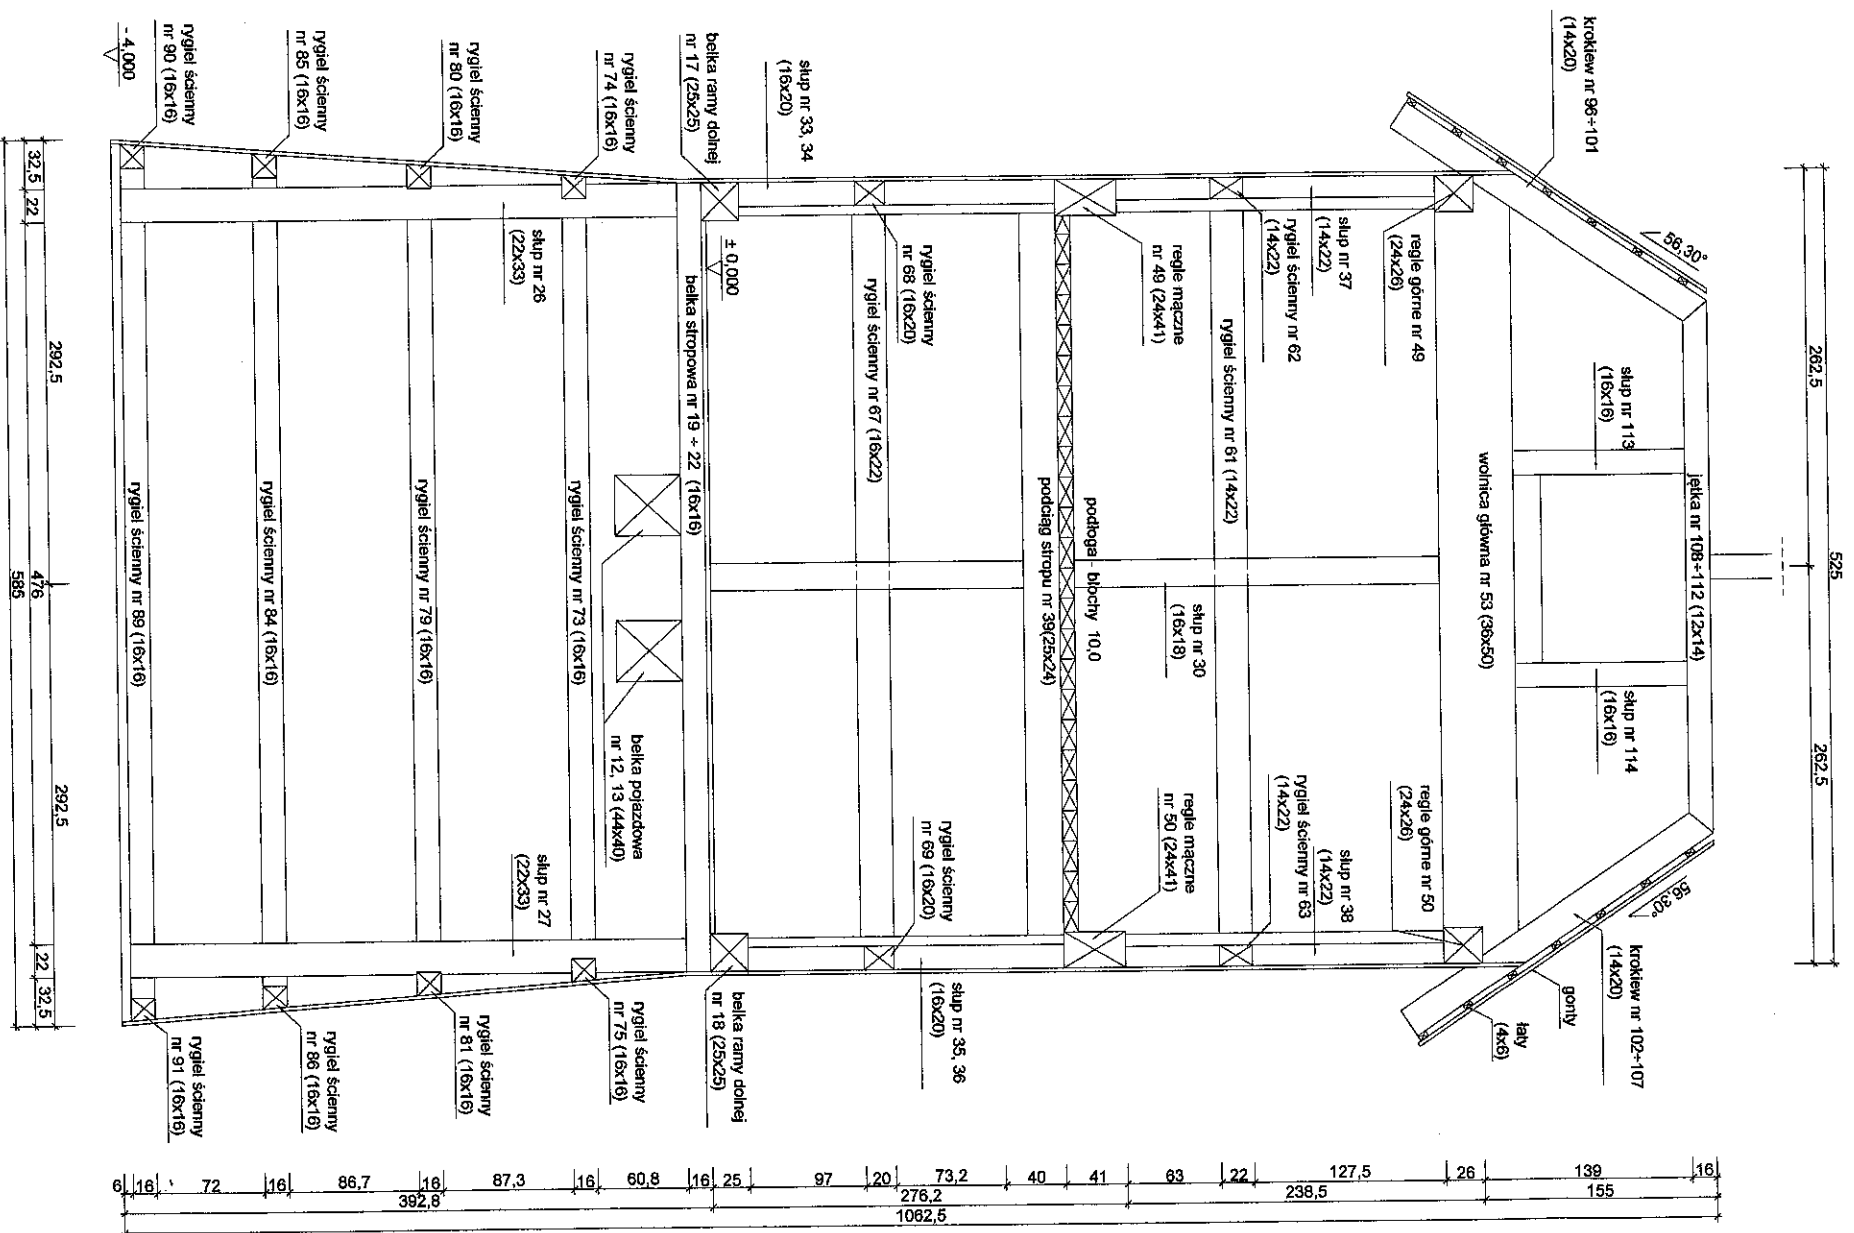 krokiew nr 96÷101
(14x20)
słup nr 33, 34
(16x20)
belka ramy dolnej
nr 17 (25x25)
rygiel ścienny
nr 74 (16x16)
rygiel ścienny
nr 80 (16x16)
rygiel ścienny
nr 85 (16x16)
rygiel ścienny
nr 90 (16x16)
- 4,000
56,30°
regle górne nr 49
(24x26)
słup nr 37
(14x22)
rygiel ścienny nr 62
(14x22)
regle mączne
nr 49 (24x41)
rygiel ścienny
nr 68 (16x20)
± 0,000
słup nr 26
(22x33)
słup nr 113
(16x16)
jętka nr 108÷112 (12x14)
wolnica główna nr 53 (36x50)
rygiel ścienny nr 61 (14x22)
podłoga - błochy 10,0
podciąg stropu nr 39(25x24)
rygiel ścienny nr 67 (16x22)
belka stropowa nr 19 ÷ 22 (16x16)
rygiel ścienny nr 73 (16x16)
rygiel ścienny nr 79 (16x16)
rygiel ścienny nr 84 (16x16)
rygiel ścienny nr 89 (16x16)
słup nr 114
(16x16)
słup nr 30
(16x18)
belka pojazdowa
nr 12, 13 (44x40)
regle górne nr 50
(24x26)
słup nr 38
(14x22)
rygiel ścienny nr 63
(14x22)
regle mączne
nr 50 (24x41)
rygiel ścienny
nr 69 (16x20)
słup nr 27
(22x33)
56,30°
krokiew nr 102÷107
(14x20)
gonty
łaty
(4x6)
słup nr 35, 36
(16x20)
belka ramy dolnej
nr 18 (25x25)
rygiel ścienny
nr 75 (16x16)
rygiel ścienny
nr 81 (16x16)
rygiel ścienny
nr 86 (16x16)
rygiel ścienny
nr 91 (16x16)
262,5 262,5
525
292,5 292,5
32,5 22 476 22 32,5
585
6 16 72 16 86,7 16 87,3 16 60,8 16 25 97 20 73,2 40 41 63 22 127,5 26 139 16
392,8 276,2 238,5 155
1062,5